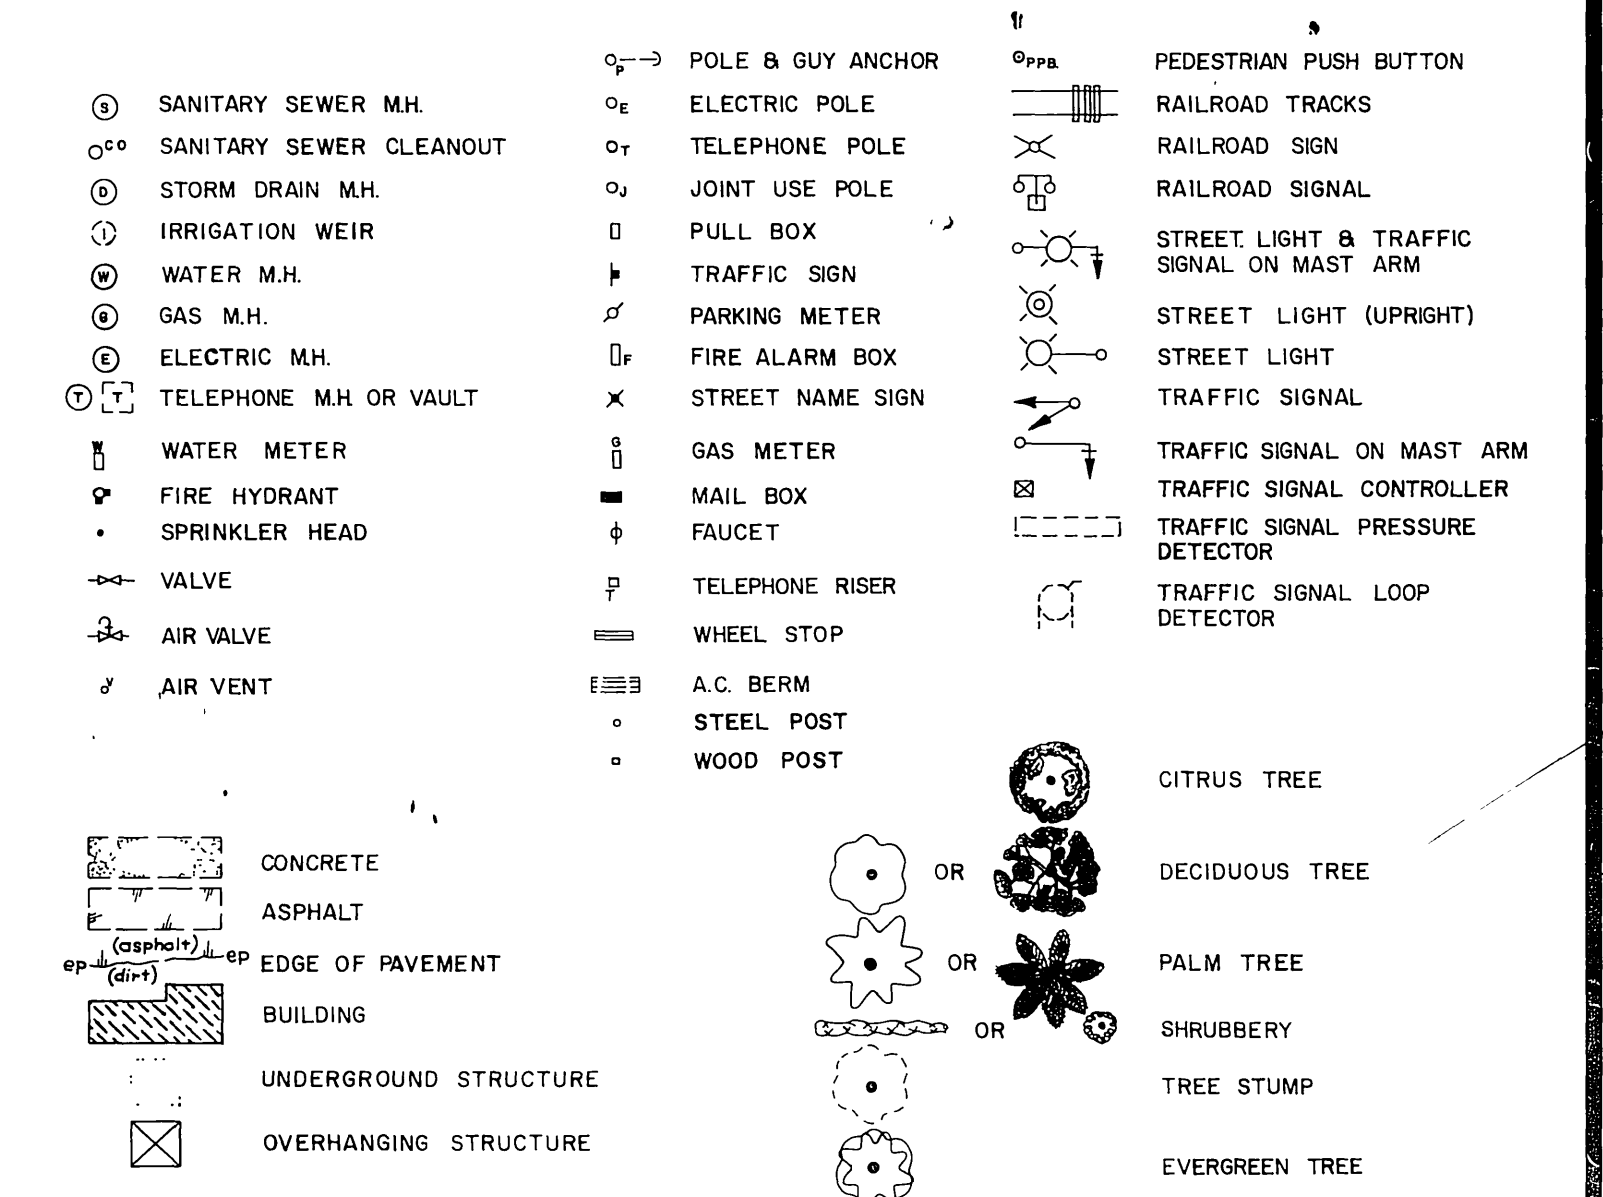 P POLE & GUY ANCHOR
PPB. PEDESTRIAN PUSH BUTTON
S SANITARY SEWER M.H.
E ELECTRIC POLE
RAILROAD TRACKS
CO SANITARY SEWER CLEANOUT
T TELEPHONE POLE
RAILROAD SIGN
D STORM DRAIN M.H.
J JOINT USE POLE
RAILROAD SIGNAL
I IRRIGATION WEIR
PULL BOX
STREET LIGHT & TRAFFIC
SIGNAL ON MAST ARM
W WATER M.H.
TRAFFIC SIGN
G GAS M.H.
PARKING METER
STREET LIGHT (UPRIGHT)
E ELECTRIC M.H.
F FIRE ALARM BOX
STREET LIGHT
T T TELEPHONE M.H. OR VAULT
STREET NAME SIGN
TRAFFIC SIGNAL
W WATER METER
G GAS METER
TRAFFIC SIGNAL ON MAST ARM
FIRE HYDRANT
MAIL BOX
TRAFFIC SIGNAL CONTROLLER
SPRINKLER HEAD
FAUCET
TRAFFIC SIGNAL PRESSURE
DETECTOR
VALVE
T TELEPHONE RISER
TRAFFIC SIGNAL LOOP
DETECTOR
AIR VALVE
WHEEL STOP
V AIR VENT
A.C. BERM
STEEL POST
WOOD POST
CITRUS TREE
CONCRETE
OR DECIDUOUS TREE
ASPHALT
ep (asphalt) ep EDGE OF PAVEMENT
(dirt)
OR PALM TREE
BUILDING
OR SHRUBBERY
UNDERGROUND STRUCTURE
TREE STUMP
OVERHANGING STRUCTURE
EVERGREEN TREE